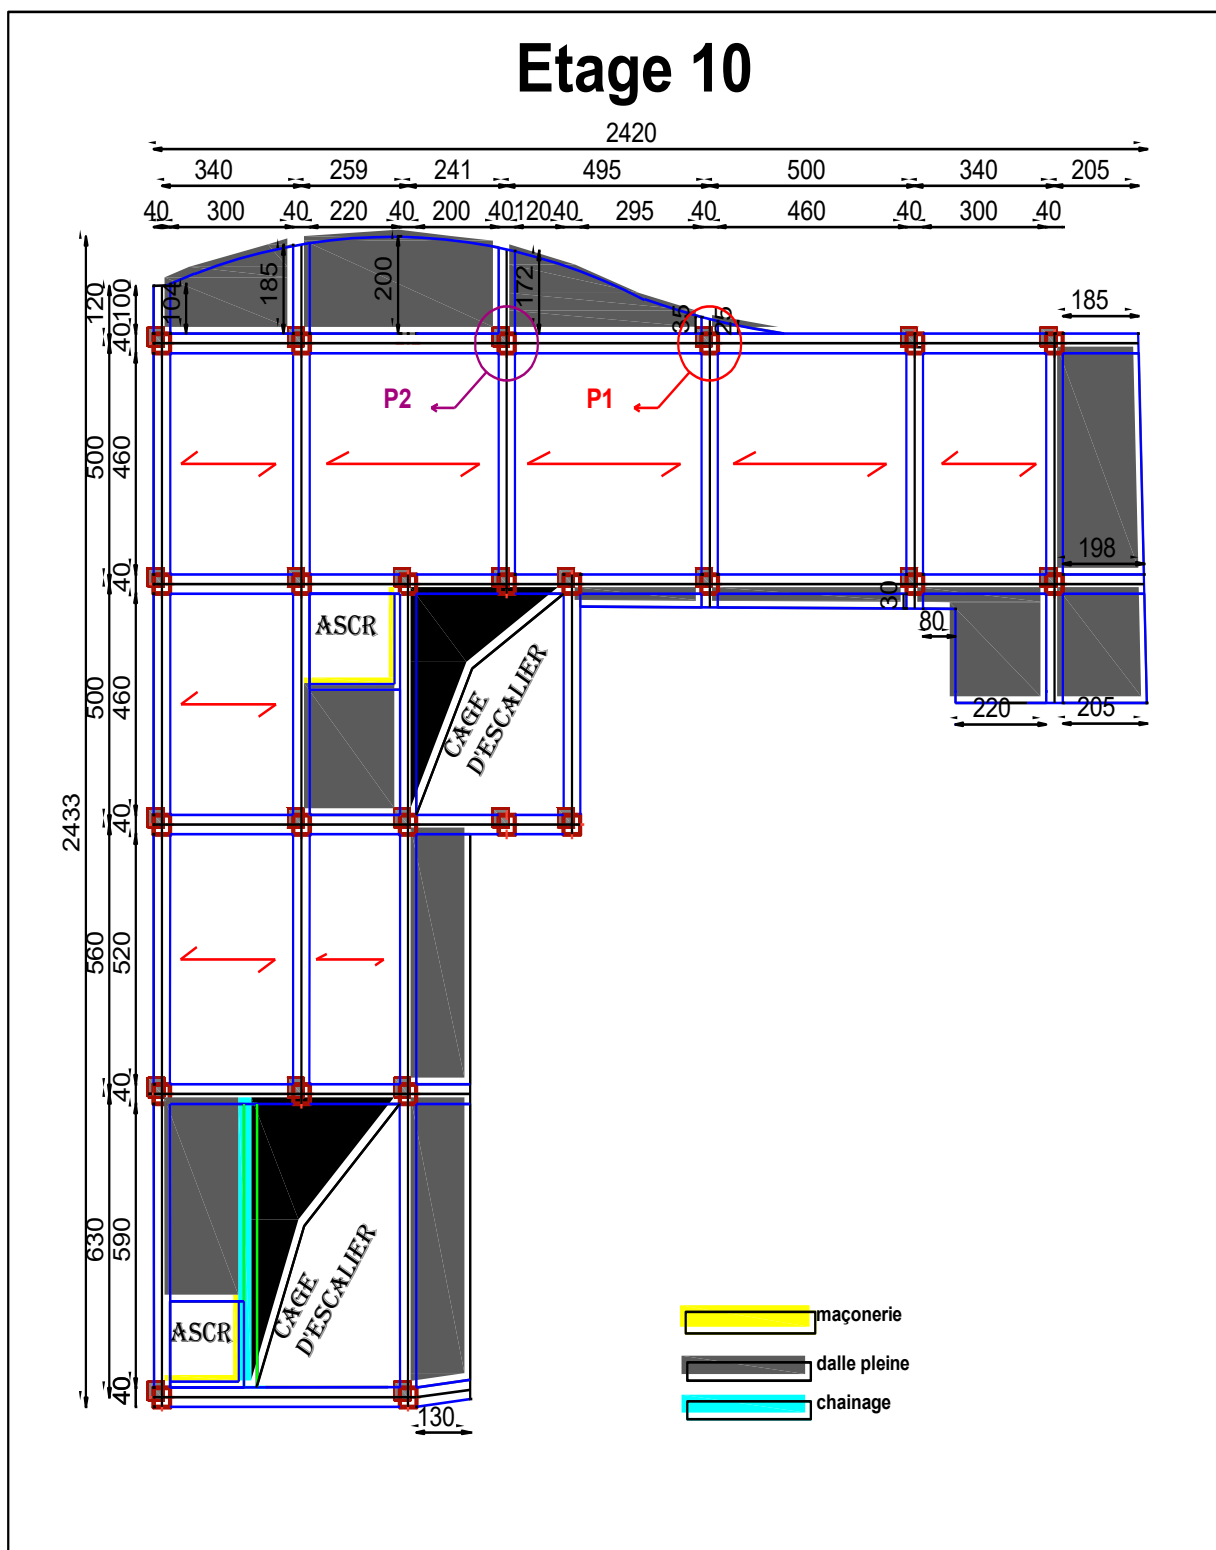 Etage 10
2420
340 259 241 495 500 340 205
40 300 40 220 40 200 40 120 40 295 40 460 40 300 40
120 100 104 185 200 172 35 25 185
40
P2 P1
500 460
198
40
ASCR
30
80
CAGE
D'ESCALIER
500 460
220 205
2433
40
560 520
40
630 590
CAGE
D'ESCALIER
ASCR
maçonerie
dalle pleine
chainage
40
130